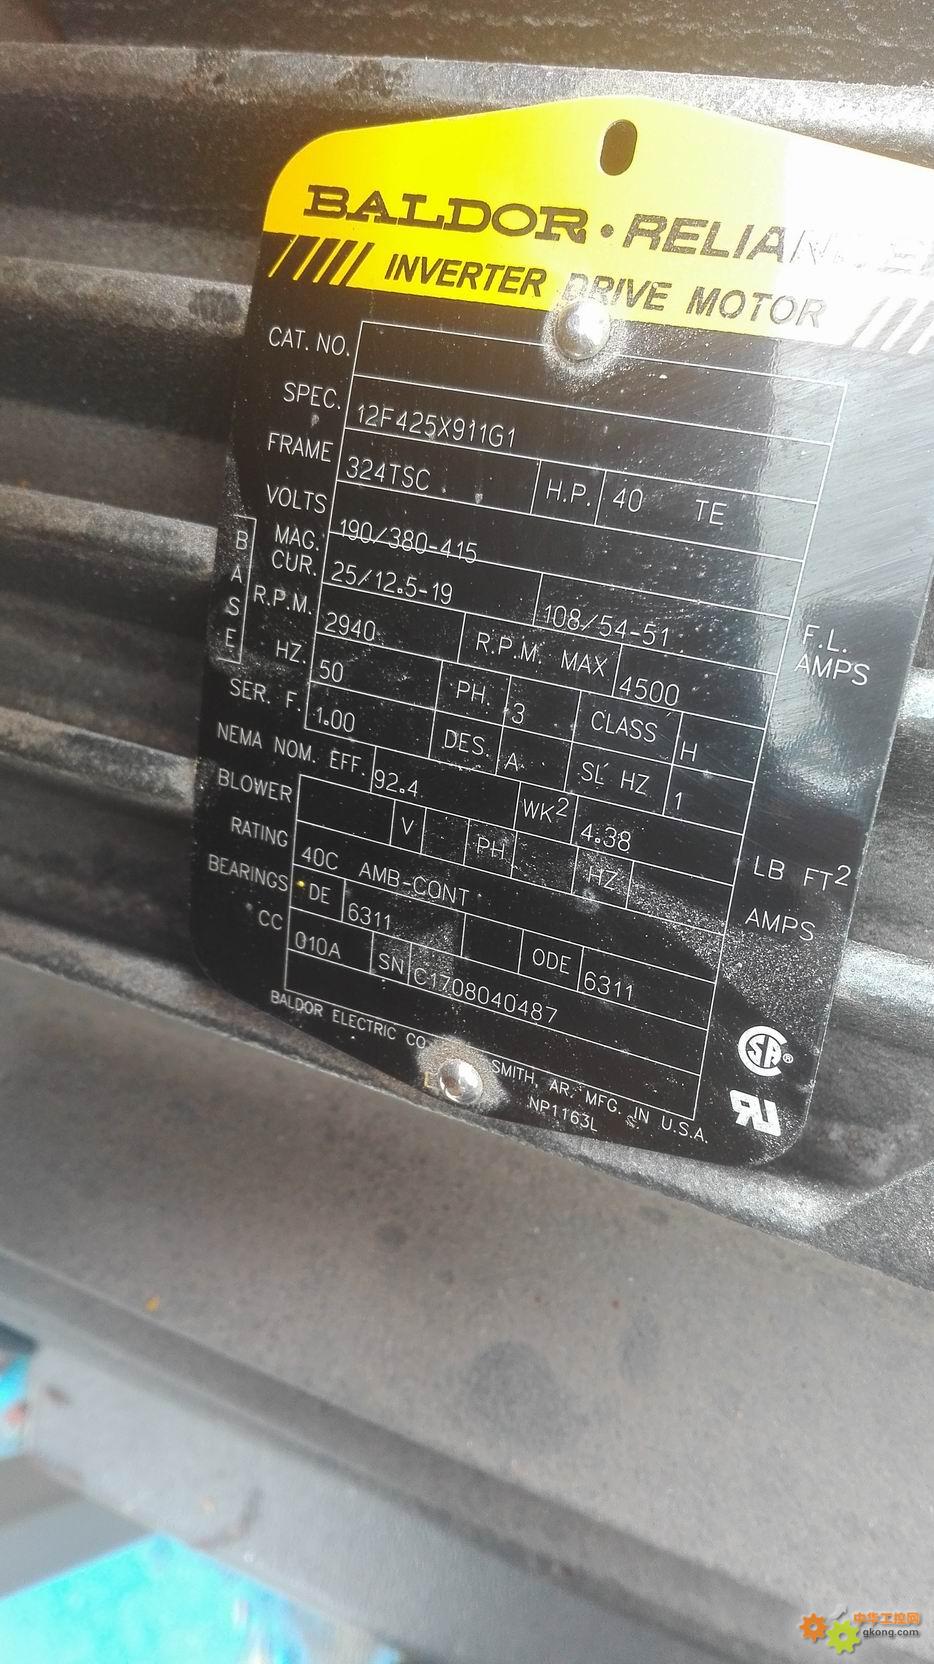 BALDOR • RELIANCE
INVERTER DRIVE MOTOR
CAT. NO.
SPEC. 12F425X911G1
FRAME 324TSC H.P. 40 TE
VOLTS 190/380-415
MAG. CUR. 25/12.5-19 108/54-51 F.L. AMPS
BASE
R.P.M. 2940 R.P.M. MAX 4500
HZ. 50 PH. 3 CLASS H
SER. F. 1.00 DES. A SL HZ 1
NEMA NOM. EFF. 92.4 WK² 4.38 LB FT²
BLOWER V PH HZ AMPS
RATING 40C AMB-CONT
BEARINGS DE 6311 ODE 6311
CC 010A SN C1708040487
BALDOR ELECTRIC CO SMITH, AR. MFG. IN U.S.A.
NP1163L
SA ®
RU
中华工控网
gkong.com